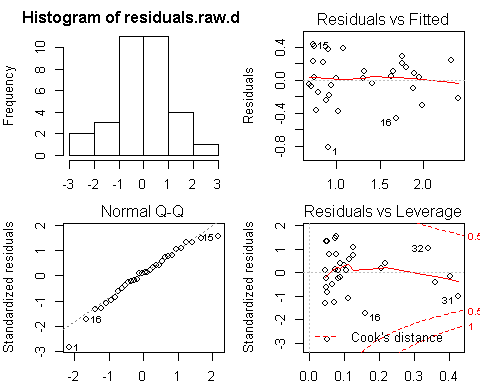 Histogram of residuals.raw.d
Frequency
0 2 4 6 8 10
-3 -2 -1 0 1 2 3
Residuals vs Fitted
Residuals
-0.8 -0.4 0.0 0.4
15
16
1
1.0 1.5 2.0
Normal Q-Q
Standardized residuals
-3 -2 -1 0 1 2
15
16
1
-2 -1 0 1 2
Residuals vs Leverage
Standardized residuals
-3 -2 -1 0 1 2
0.5
32
31
16
0.5
1
Cook's distance
0.0 0.1 0.2 0.3 0.4